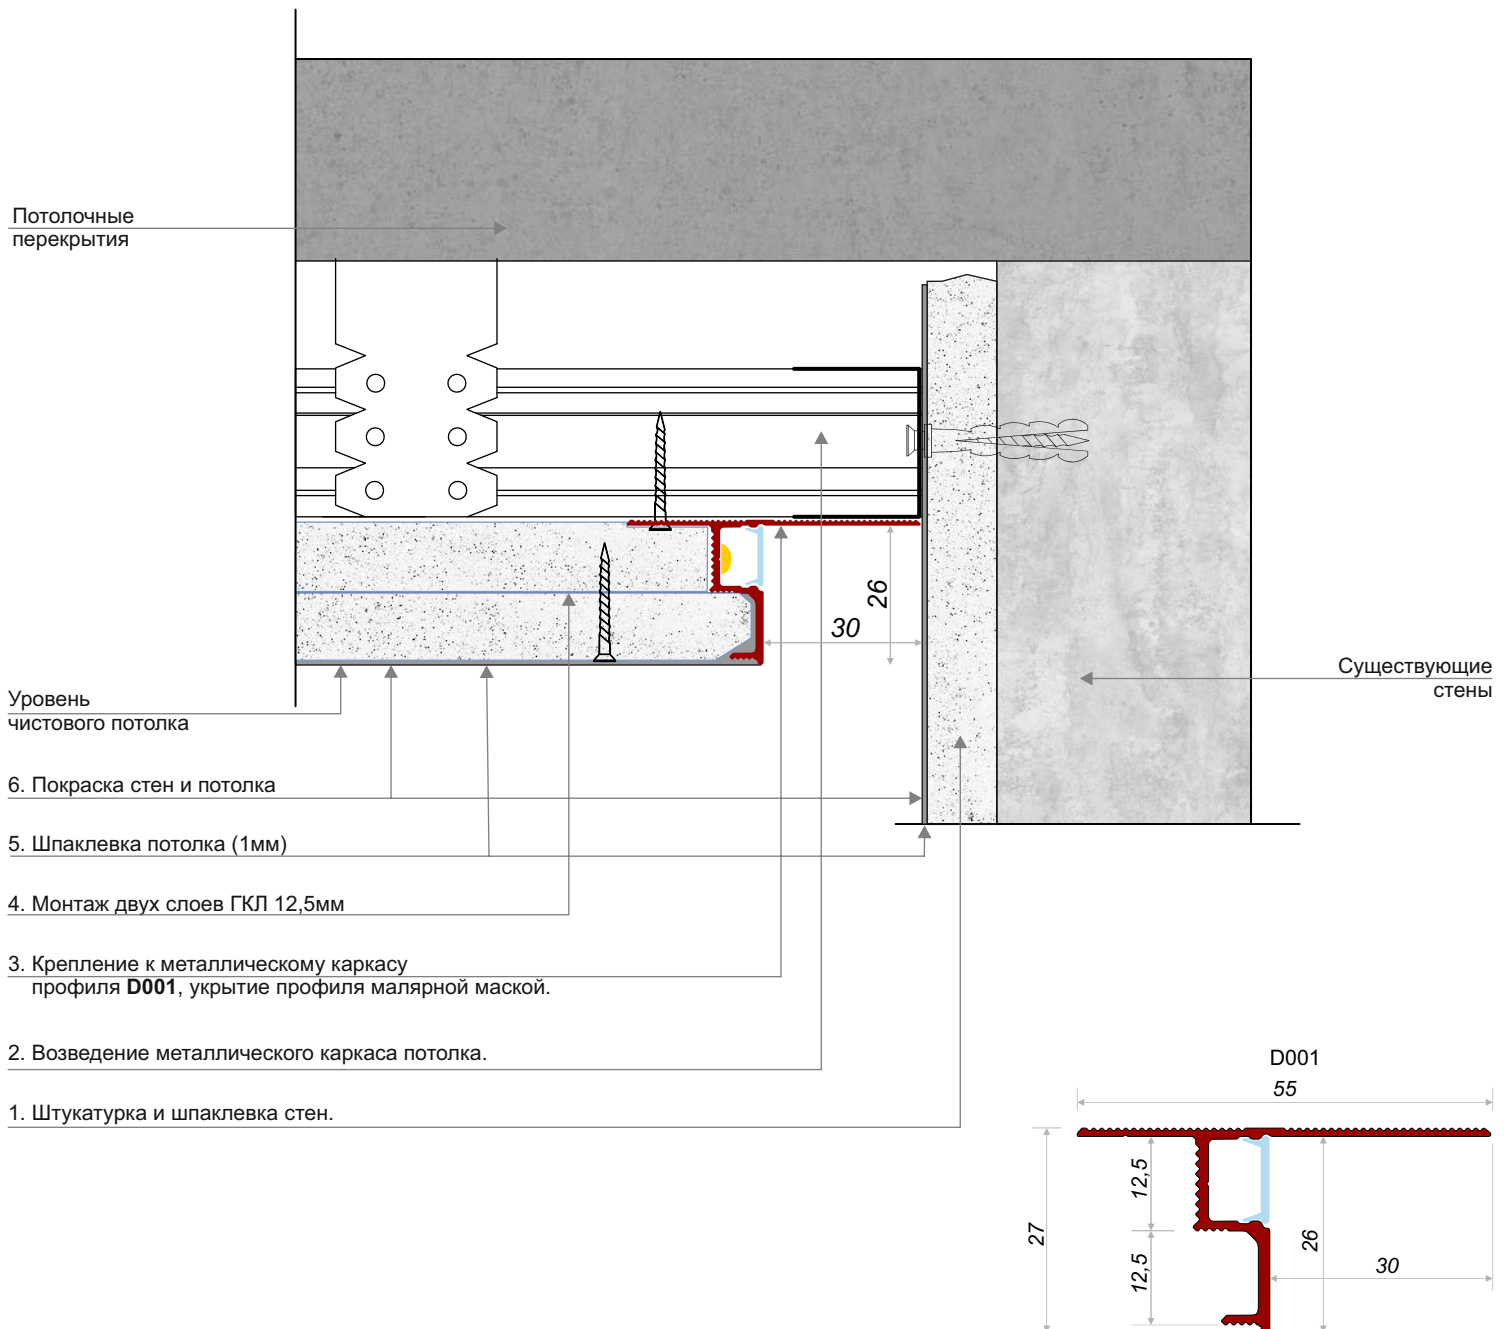 Потолочные
перекрытия
26
30
Существующие
стены
Уровень
чистового потолка
6. Покраска стен и потолка
5. Шпаклевка потолка (1мм)
4. Монтаж двух слоев ГКЛ 12,5мм
3. Крепление к металлическому каркасу
профиля D001, укрытие профиля малярной маской.
2. Возведение металлического каркаса потолка.
1. Штукатурка и шпаклевка стен.
D001
55
12,5
27
26
12,5
30